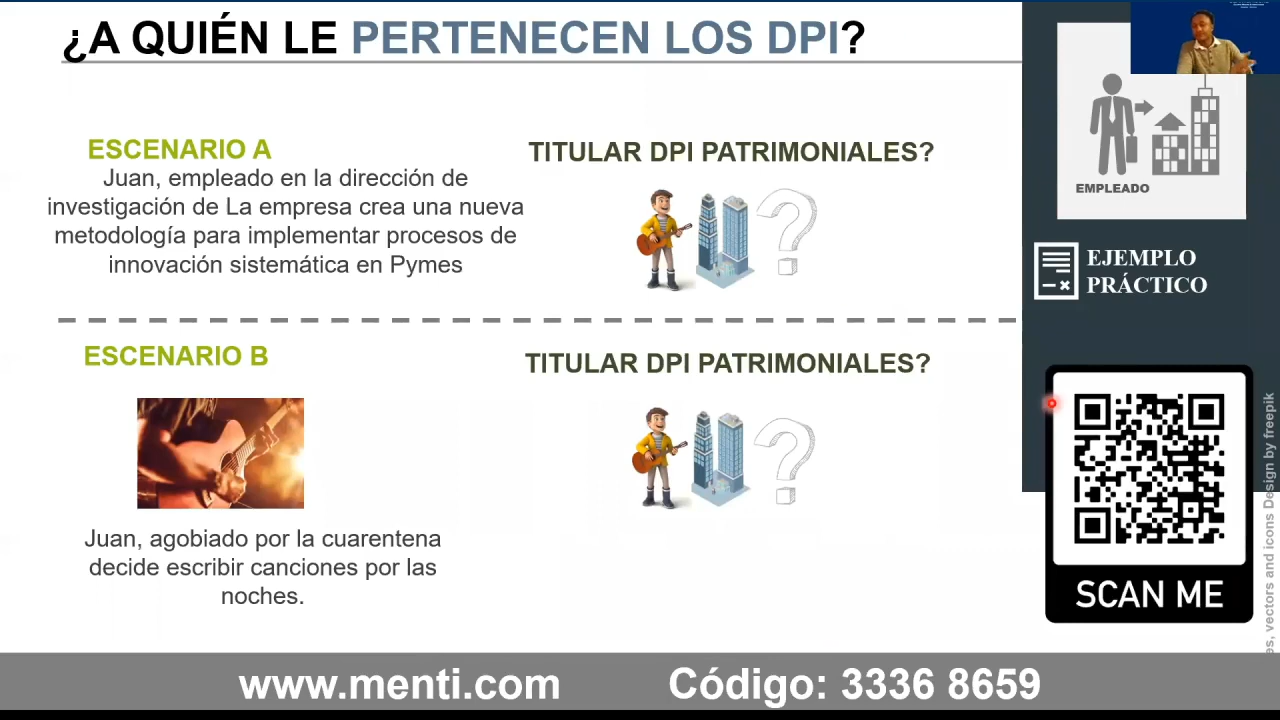 ¿A QUIÉN LE PERTENECEN LOS DPI?
ESCENARIO A
Juan, empleado en la dirección de
investigación de La empresa crea una nueva
metodología para implementar procesos de
innovación sistemática en Pymes
TITULAR DPI PATRIMONIALES?
ESCENARIO B
Juan, agobiado por la cuarentena
decide escribir canciones por las
noches.
TITULAR DPI PATRIMONIALES?
EMPLEADO
EJEMPLO
PRÁCTICO
SCAN ME
vectors and icons Design by freepik
www.menti.com Código: 3336 8659